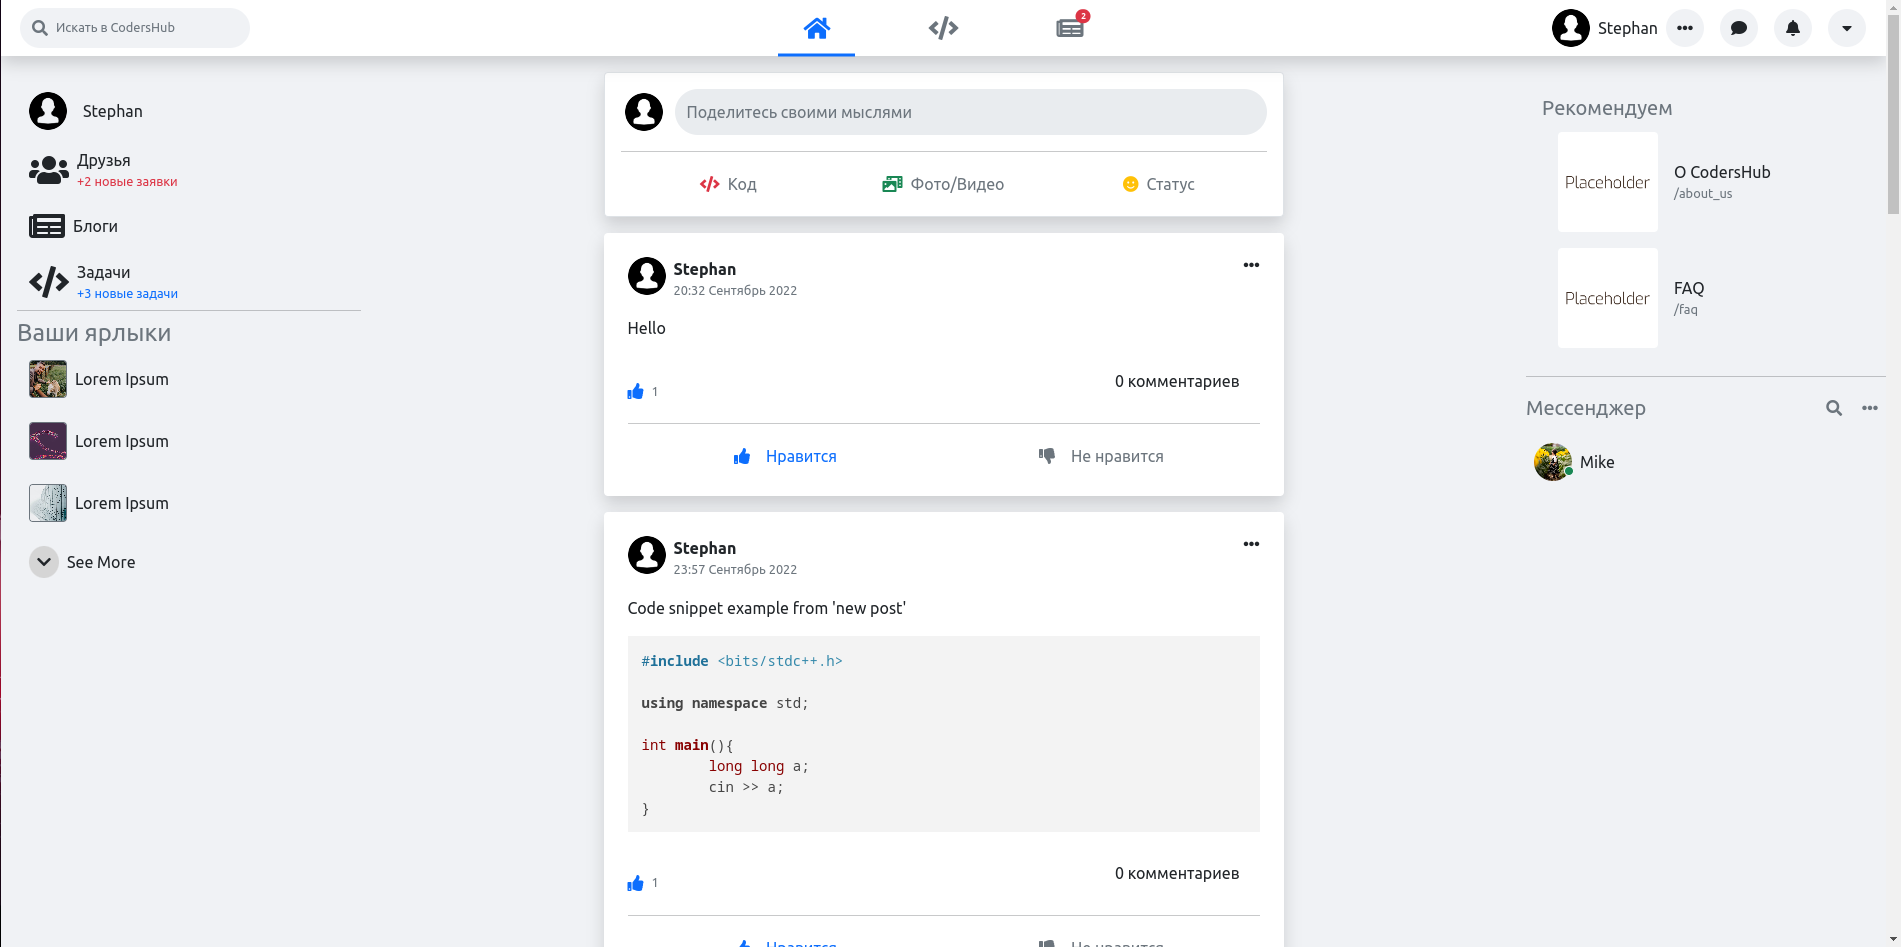 Искать в CodersHub
2
Stephan
Stephan
Друзья
+2 новые заявки
Блоги
Задачи
+3 новые задачи
Ваши ярлыки
Lorem Ipsum
Lorem Ipsum
Lorem Ipsum
See More
Поделитесь своими мыслями
Код
Фото/Видео
Статус
Stephan
20:32 Сентябрь 2022
Hello
1
0 комментариев
Нравится
Не нравится
Stephan
23:57 Сентябрь 2022
Code snippet example from 'new post'
#include <bits/stdc++.h>
using namespace std;
int main(){
        long long a;
        cin >> a;
}
1
0 комментариев
Нравится
Не нравится
Рекомендуем
Placeholder
О CodersHub
/about_us
Placeholder
FAQ
/faq
Мессенджер
Mike